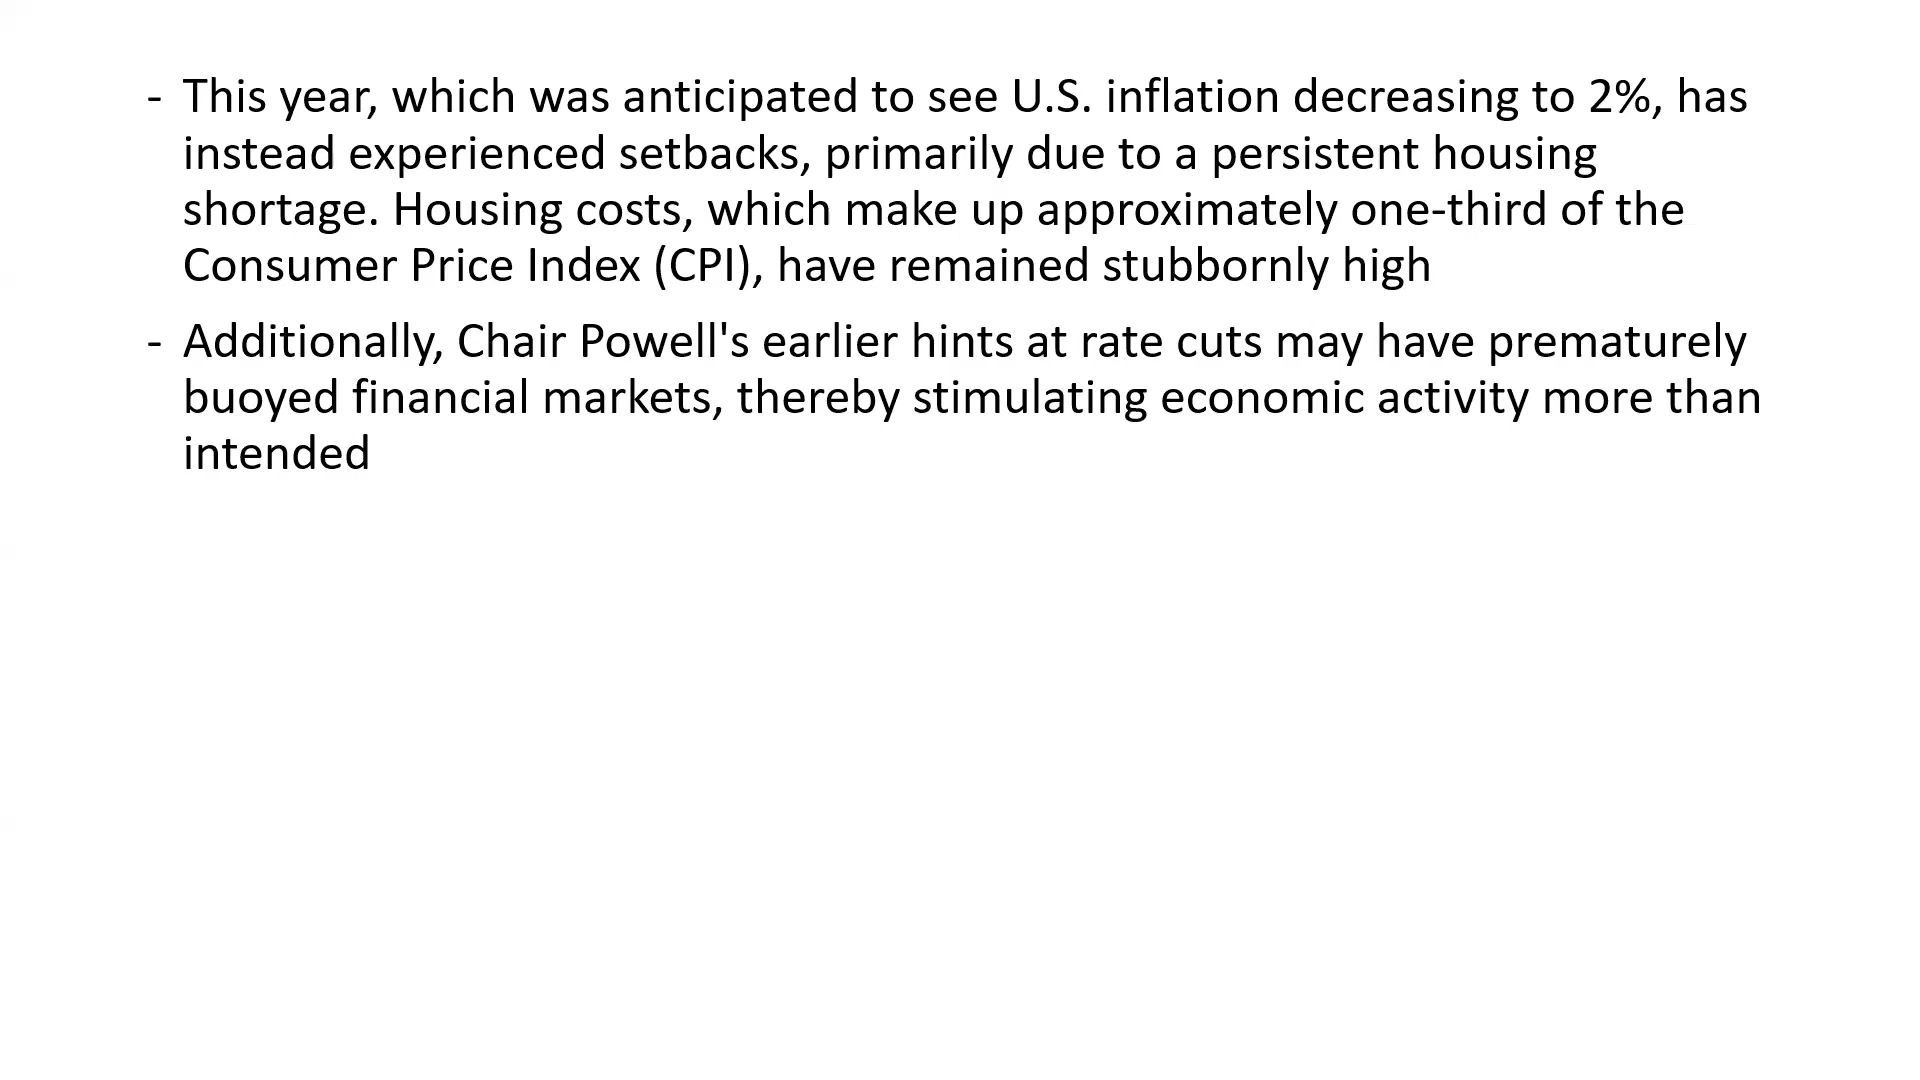 - This year, which was anticipated to see U.S. inflation decreasing to 2%, has
instead experienced setbacks, primarily due to a persistent housing
shortage. Housing costs, which make up approximately one-third of the
Consumer Price Index (CPI), have remained stubbornly high
- Additionally, Chair Powell's earlier hints at rate cuts may have prematurely
buoyed financial markets, thereby stimulating economic activity more than
intended